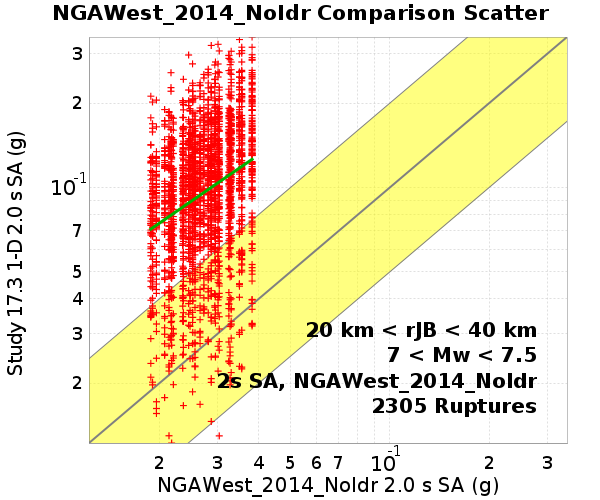 NGAWest_2014_NoIdr Comparison Scatter
Study 17.3 1-D 2.0 s SA (g)
3
2
10^-1
7
5
4
3
2
20 km < rJB < 40 km
7 < Mw < 7.5
2s SA, NGAWest_2014_NoIdr
2305 Ruptures
2 3 4 5 6 7 10^-1 2 3
NGAWest_2014_NoIdr 2.0 s SA (g)